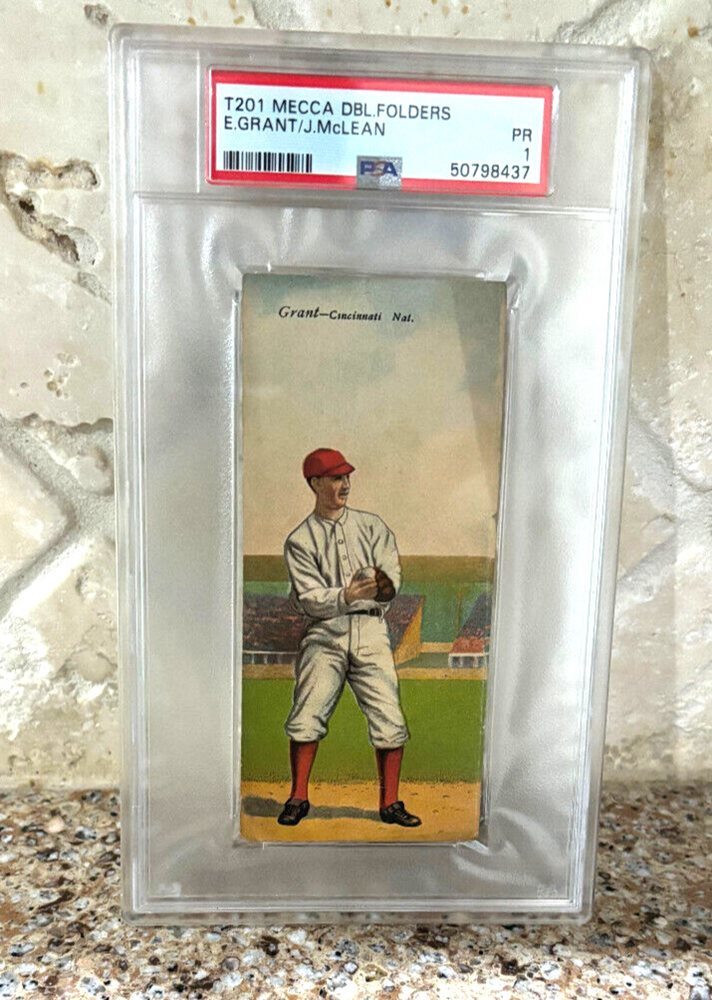 T201 MECCA DBL.FOLDERS
E.GRANT/J.McLEAN PR
1
PSA 50798437
Grant—Cincinnati Nat.